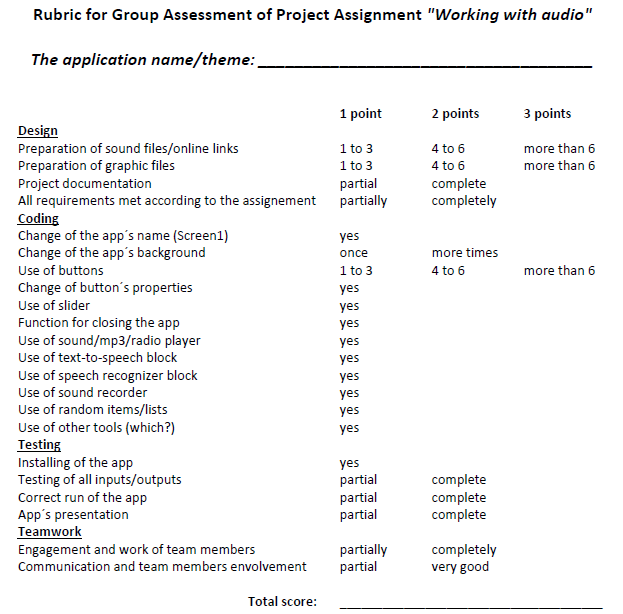 Rubric for Group Assessment of Project Assignment "Working with audio"
The application name/theme: ____________________________________
1 point 2 points 3 points
Design
Preparation of sound files/online links 1 to 3 4 to 6 more than 6
Preparation of graphic files 1 to 3 4 to 6 more than 6
Project documentation partial complete
All requirements met according to the assignement partially completely
Coding
Change of the app´s name (Screen1) yes
Change of the app´s background once more times
Use of buttons 1 to 3 4 to 6 more than 6
Change of button´s properties yes
Use of slider yes
Function for closing the app yes
Use of sound/mp3/radio player yes
Use of text-to-speech block yes
Use of speech recognizer block yes
Use of sound recorder yes
Use of random items/lists yes
Use of other tools (which?) yes
Testing
Installing of the app yes
Testing of all inputs/outputs partial complete
Correct run of the app partial complete
App´s presentation partial complete
Teamwork
Engagement and work of team members partially completely
Communication and team members envolvement partial very good
Total score: ____________________________________